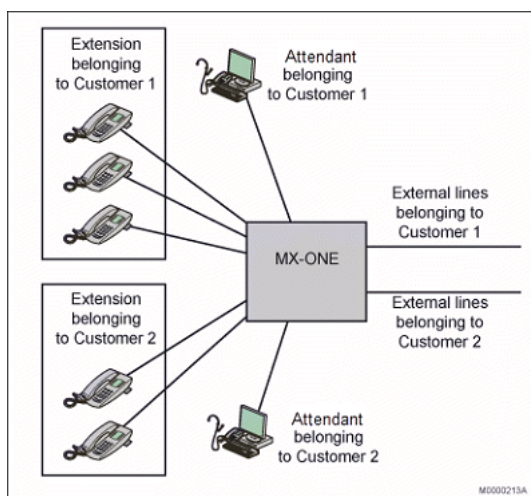 Extension
belonging
to Customer 1
Attendant
belonging
to Customer 1
External lines
belonging to
Customer 1
MX-ONE
Extension
belonging
to Customer 2
External lines
belonging to
Customer 2
Attendant
belonging
to Customer 2
M0000213A